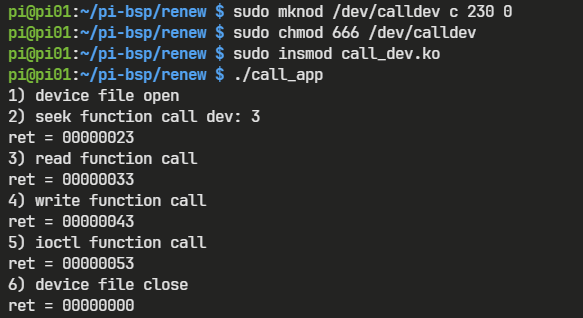 pi@pi01:~/pi-bsp/renew $ sudo mknod /dev/calldev c 230 0
pi@pi01:~/pi-bsp/renew $ sudo chmod 666 /dev/calldev
pi@pi01:~/pi-bsp/renew $ sudo insmod call_dev.ko
pi@pi01:~/pi-bsp/renew $ ./call_app
1) device file open
2) seek function call dev: 3
ret = 00000023
3) read function call
ret = 00000033
4) write function call
ret = 00000043
5) ioctl function call
ret = 00000053
6) device file close
ret = 00000000